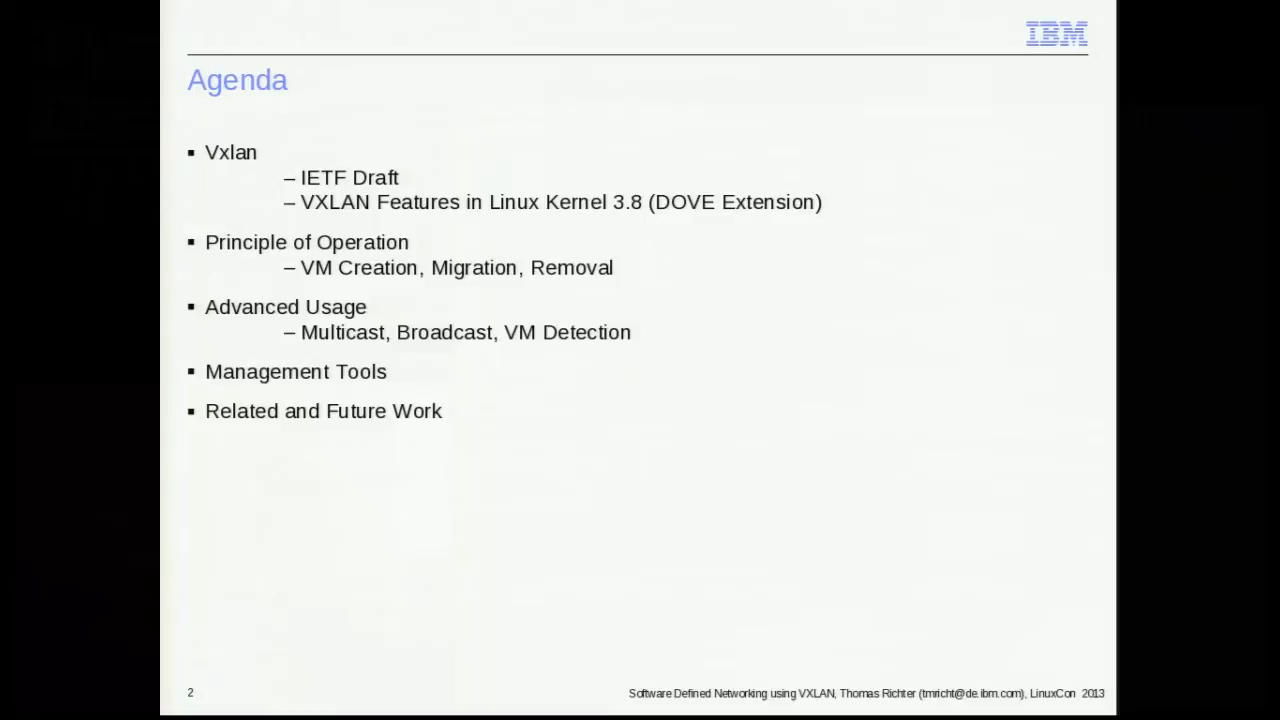 IBM
Agenda
▪ Vxlan
– IETF Draft
– VXLAN Features in Linux Kernel 3.8 (DOVE Extension)
▪ Principle of Operation
– VM Creation, Migration, Removal
▪ Advanced Usage
– Multicast, Broadcast, VM Detection
▪ Management Tools
▪ Related and Future Work
2
Software Defined Networking using VXLAN, Thomas Richter (tmricht@de.ibm.com), LinuxCon 2013